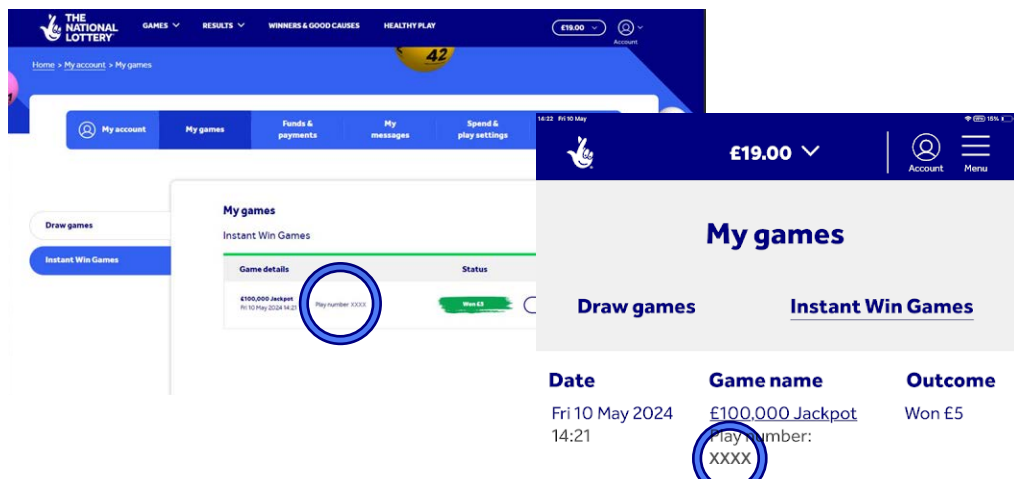 THE
NATIONAL
LOTTERY
GAMES
RESULTS
WINNERS & GOOD CAUSES
HEALTHY PLAY
£19.00
Account
42
Home > My account > My games
My account
My games
Funds &
payments
My
messages
Spend &
play settings
Draw games
Instant Win Games
My games
Instant Win Games
Game details
Status
£100,000 Jackpot
Fri 10 May 2024 14:21
Play number XXXX
Won £5
14:22 Fri 10 May
15%
£19.00
Account
Menu
My games
Draw games
Instant Win Games
Date
Game name
Outcome
Fri 10 May 2024
14:21
£100,000 Jackpot
Play number:
XXXX
Won £5